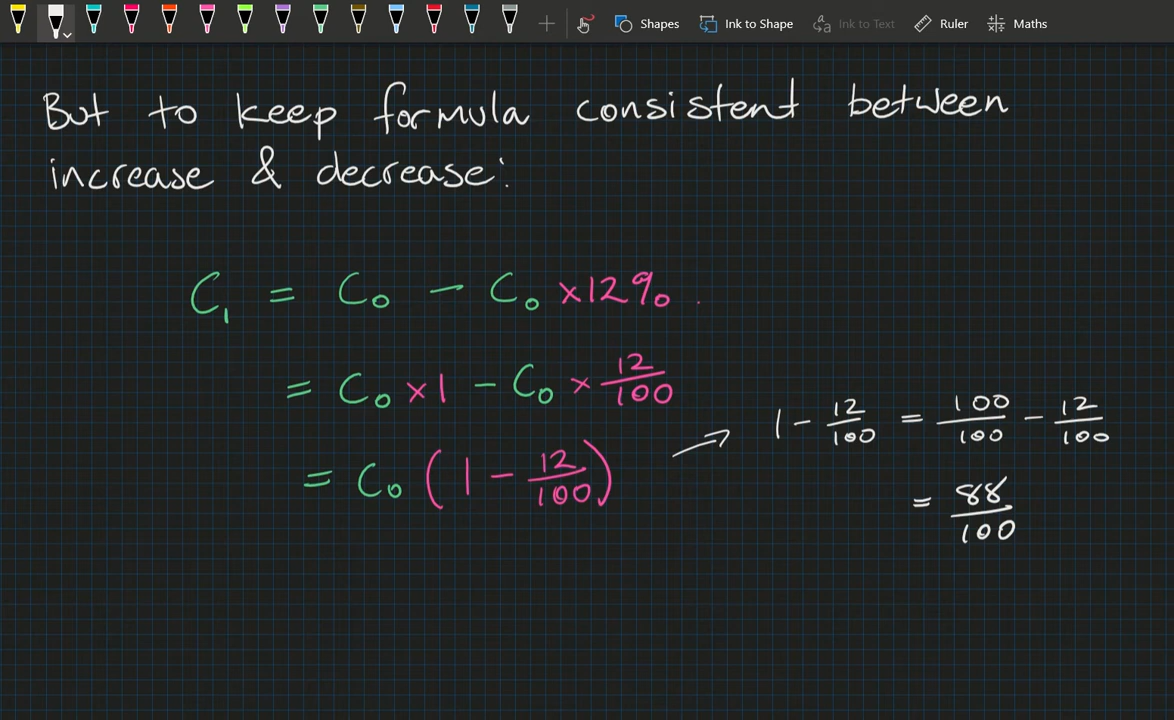 Shapes Ink to Shape Ink to Text Ruler Maths
But to keep formula consistent between
increase & decrease:
C₁ = C₀ - C₀ ×12%
= C₀ ×1 - C₀ × 12/100
= C₀ (1 - 12/100)
1 - 12/100 = 100/100 - 12/100
= 88/100